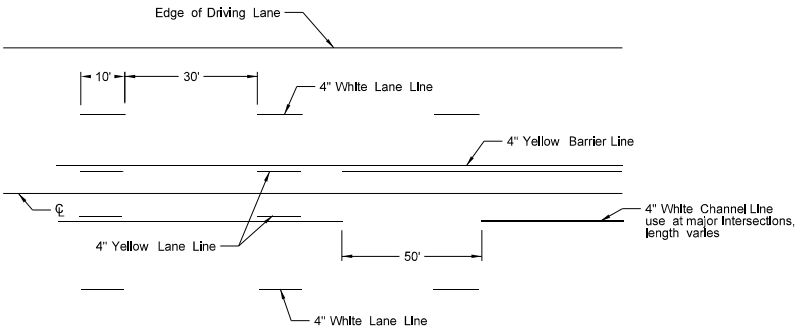 Edge of Driving Lane
10'
30'
4" White Lane Line
4" Yellow Barrier Line
℄
4" White Channel Line
use at major Intersections,
length varies
4" Yellow Lane Line
50'
4" White Lane Line